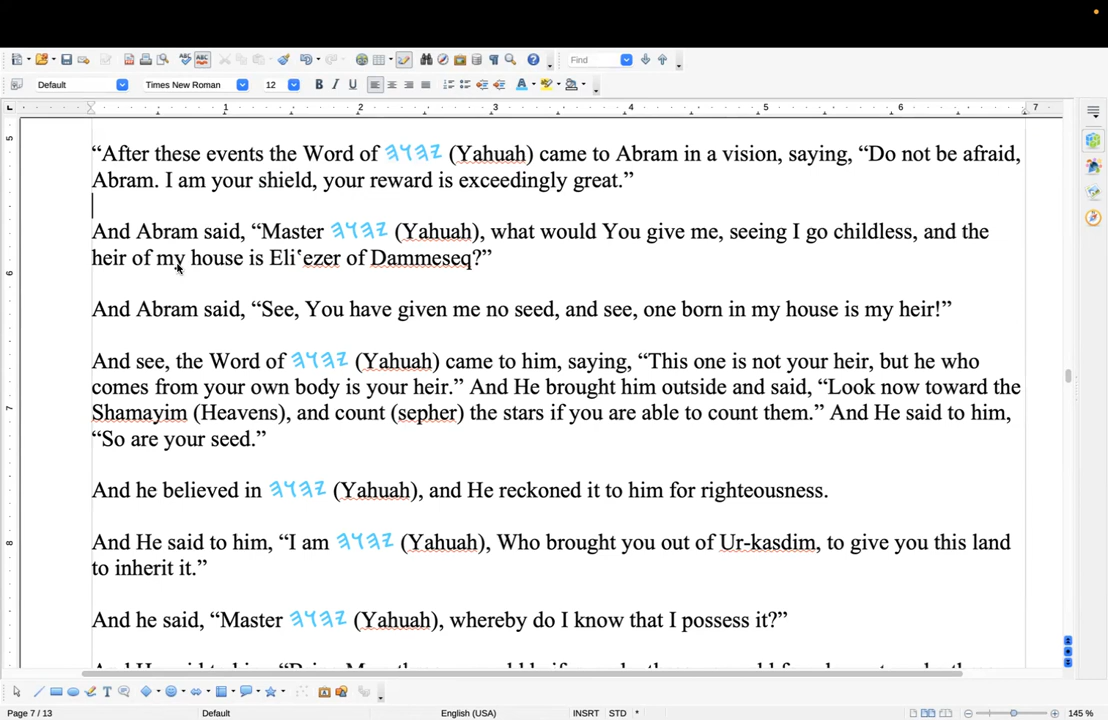 Find
Default Times New Roman 12 B I U
1 2 3 4 5 6 7
“After these events the Word of 𐤉𐤄𐤅𐤄 (Yahuah) came to Abram in a vision, saying, “Do not be afraid,
Abram. I am your shield, your reward is exceedingly great.”
And Abram said, “Master 𐤉𐤄𐤅𐤄 (Yahuah), what would You give me, seeing I go childless, and the
heir of my house is Eliʽezer of Dammeseq?”
And Abram said, “See, You have given me no seed, and see, one born in my house is my heir!”
And see, the Word of 𐤉𐤄𐤅𐤄 (Yahuah) came to him, saying, “This one is not your heir, but he who
comes from your own body is your heir.” And He brought him outside and said, “Look now toward the
Shamayim (Heavens), and count (sepher) the stars if you are able to count them.” And He said to him,
“So are your seed.”
And he believed in 𐤉𐤄𐤅𐤄 (Yahuah), and He reckoned it to him for righteousness.
And He said to him, “I am 𐤉𐤄𐤅𐤄 (Yahuah), Who brought you out of Ur-kasdim, to give you this land
to inherit it.”
And he said, “Master 𐤉𐤄𐤅𐤄 (Yahuah), whereby do I know that I possess it?”
Page 7 / 13 Default English (USA) INSRT STD * 145 %